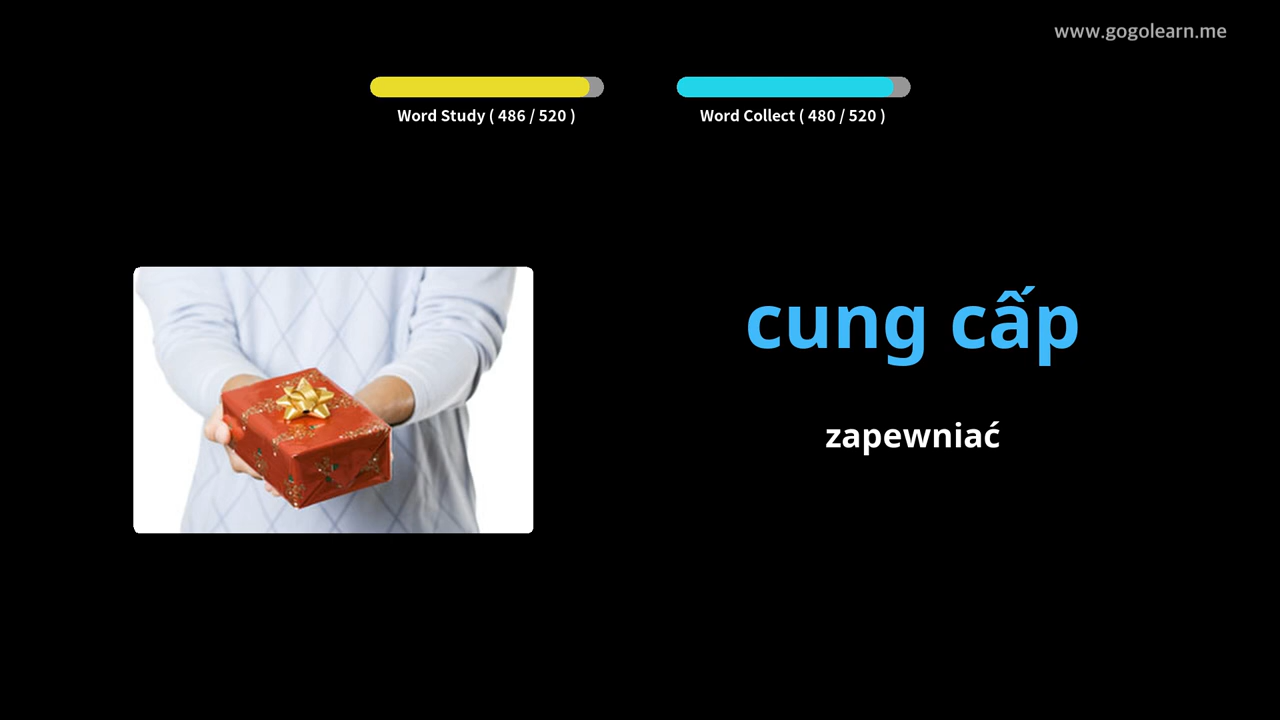 www.gogolearn.me
Word Study ( 486 / 520 )
Word Collect ( 480 / 520 )
cung cấp
zapewniać